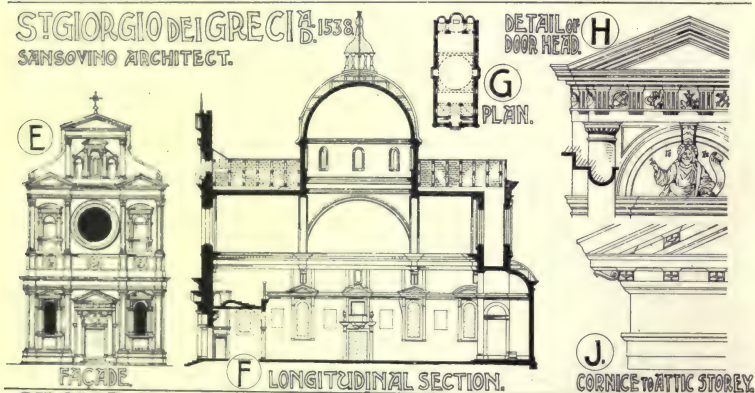 ST GIORGIO DEI GRECI A.D. 1538.
SANSOVINO ARCHITECT.
E
FAÇADE.
F LONGITUDINAL SECTION.
G
PLAN.
DETAIL OF
DOOR HEAD.
H
J.
CORNICE TO ATTIC STOREY.